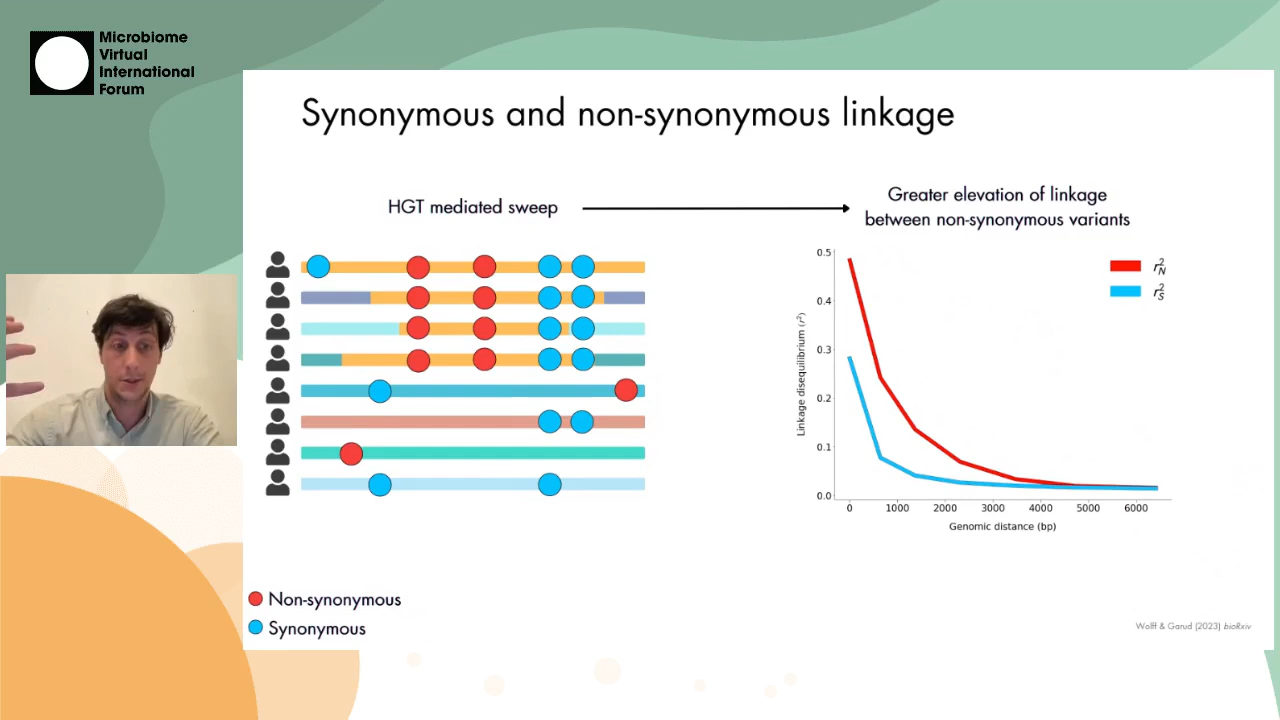 Microbiome
Virtual
International
Forum
Synonymous and non-synonymous linkage
HGT mediated sweep
Greater elevation of linkage
between non-synonymous variants
0.5
0.4
0.3
0.2
0.1
0.0
Linkage disequilibrium (r²)
r²N
r²S
0 1000 2000 3000 4000 5000 6000
Genomic distance (bp)
Non-synonymous
Synonymous
Wolff & Garud (2023) bioRxiv